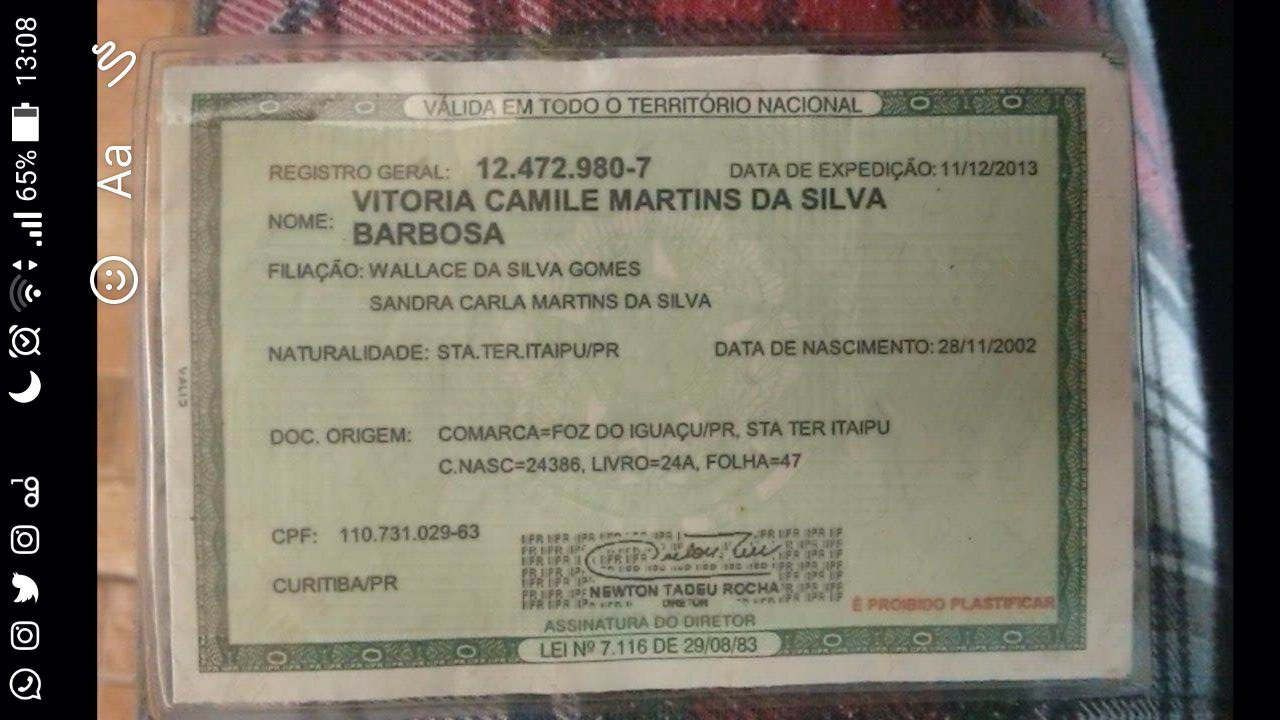 13:08
65%
Aa
VÁLIDA EM TODO O TERRITÓRIO NACIONAL
REGISTRO GERAL: 12.472.980-7 DATA DE EXPEDIÇÃO: 11/12/2013
NOME: VITORIA CAMILE MARTINS DA SILVA
BARBOSA
FILIAÇÃO: WALLACE DA SILVA GOMES
SANDRA CARLA MARTINS DA SILVA
NATURALIDADE: STA.TER.ITAIPU/PR DATA DE NASCIMENTO: 28/11/2002
DOC. ORIGEM: COMARCA=FOZ DO IGUAÇU/PR, STA TER ITAIPU
C.NASC=24386, LIVRO=24A, FOLHA=47
CPF: 110.731.029-63
CURITIBA/PR
NEWTON TADEU ROCHA
DIRETOR
É PROIBIDO PLASTIFICAR
ASSINATURA DO DIRETOR
LEI Nº 7.116 DE 29/08/83